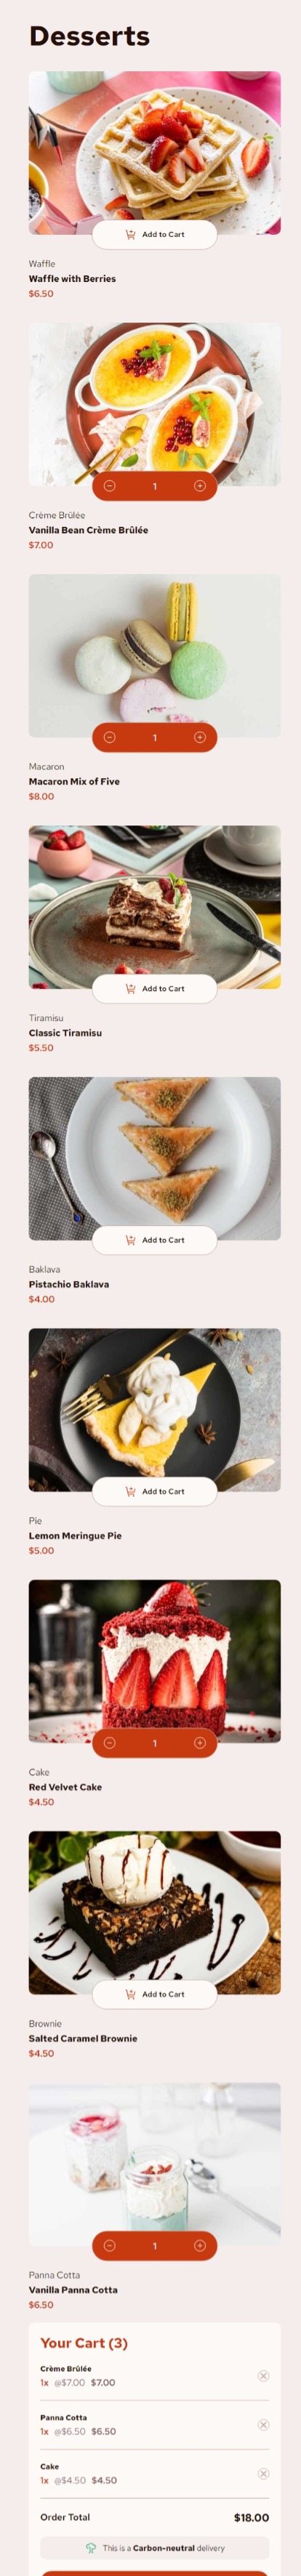 Desserts
Add to Cart
Waffle
Waffle with Berries
$6.50
1
Crème Brûlée
Vanilla Bean Crème Brûlée
$7.00
1
Macaron
Macaron Mix of Five
$8.00
Add to Cart
Tiramisu
Classic Tiramisu
$5.50
Add to Cart
Baklava
Pistachio Baklava
$4.00
Add to Cart
Pie
Lemon Meringue Pie
$5.00
1
Cake
Red Velvet Cake
$4.50
Add to Cart
Brownie
Salted Caramel Brownie
$4.50
1
Panna Cotta
Vanilla Panna Cotta
$6.50
Your Cart (3)
Crème Brûlée
1x @$7.00 $7.00
Panna Cotta
1x @$6.50 $6.50
Cake
1x @$4.50 $4.50
Order Total $18.00
This is a Carbon-neutral delivery